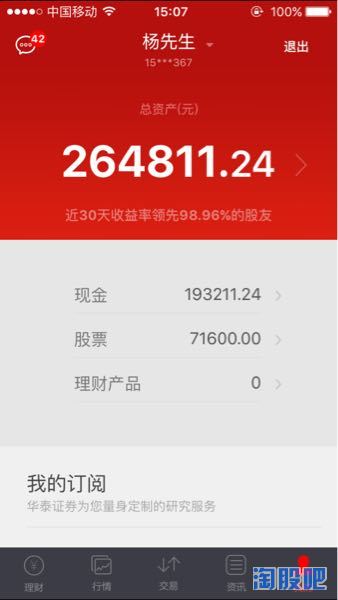 中国移动 15:07 100%
42
杨先生
15***367
退出
总资产(元)
264811.24
近30天收益率领先98.96%的股友
现金 193211.24
股票 71600.00
理财产品 0
我的订阅
华泰证券为您量身定制的研究服务
理财 行情 交易 资讯
淘股吧